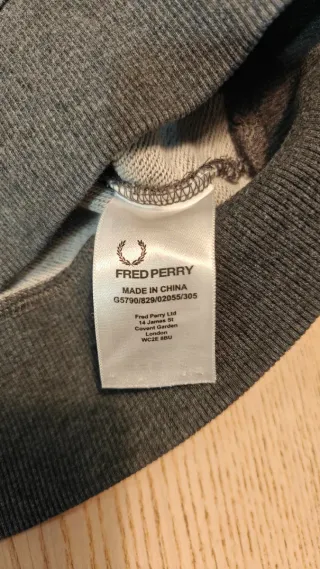 FRED PERRY
MADE IN CHINA
G5790/829/02055/305
Fred Perry Ltd
14 James St
Covent Garden
London
WC2E 8BU